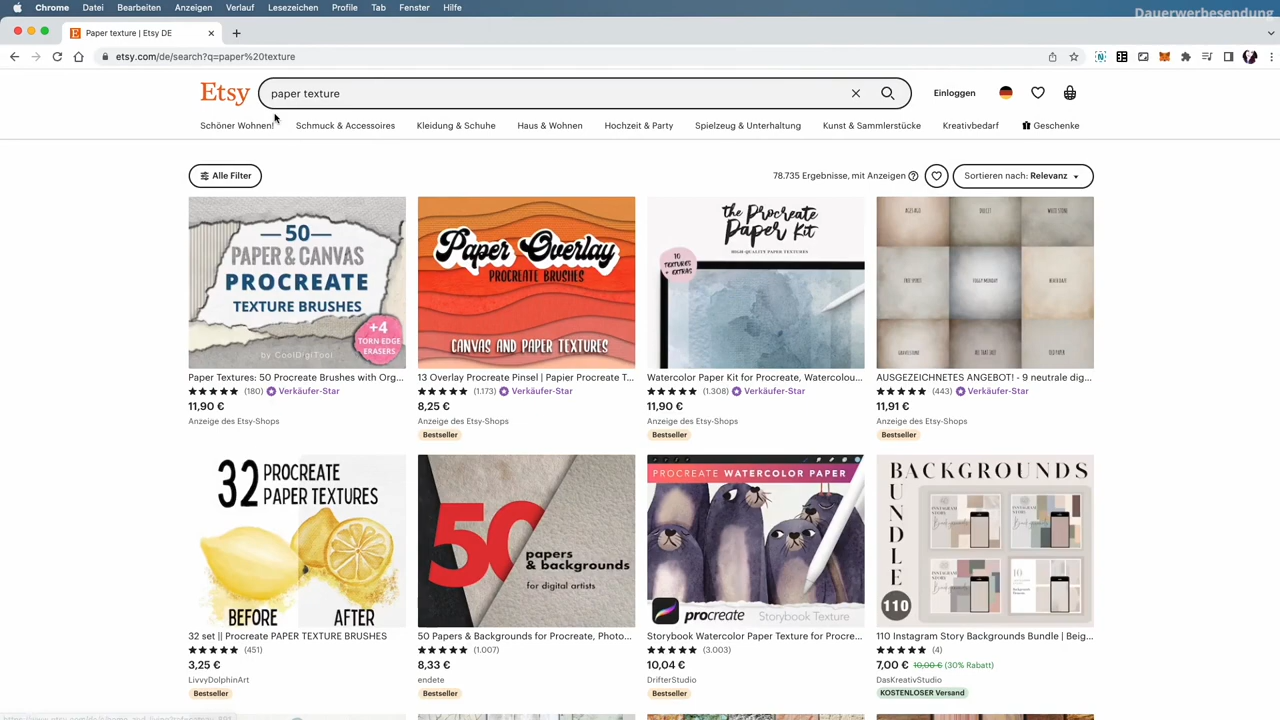 Chrome Datei Bearbeiten Anzeigen Verlauf Lesezeichen Profile Tab Fenster Hilfe
Dauerwerbesendung
Paper texture | Etsy DE
etsy.com/de/search?q=paper%20texture
Etsy
paper texture
Einloggen
Schöner Wohnen! Schmuck & Accessoires Kleidung & Schuhe Haus & Wohnen Hochzeit & Party Spielzeug & Unterhaltung Kunst & Sammlerstücke Kreativbedarf Geschenke
Alle Filter
78.735 Ergebnisse, mit Anzeigen
Sortieren nach: Relevanz
50
PAPER & CANVAS
PROCREATE
TEXTURE BRUSHES
+4
TORN EDGE
ERASERS
by CoolDigiTool
Paper Overlay
PROCREATE BRUSHES
CANVAS AND PAPER TEXTURES
the Procreate
Paper Kit
HIGH-QUALITY PAPER TEXTURES
10
TEXTURES
+ EXTRAS
Paper Textures: 50 Procreate Brushes with Org...
(180) Verkäufer-Star
11,90 €
Anzeige des Etsy-Shops
13 Overlay Procreate Pinsel | Papier Procreate T...
(1.173) Verkäufer-Star
8,25 €
Anzeige des Etsy-Shops
Bestseller
Watercolor Paper Kit for Procreate, Watercolou...
(1.308) Verkäufer-Star
11,90 €
Anzeige des Etsy-Shops
Bestseller
AUSGEZEICHNETES ANGEBOT! - 9 neutrale dig...
(443) Verkäufer-Star
11,91 €
Anzeige des Etsy-Shops
Bestseller
32 PROCREATE
PAPER TEXTURES
BEFORE AFTER
50
papers
& backgrounds
for digital artists
PROCREATE WATERCOLOR PAPER
procreate Storybook Texture
BACKGROUNDS
BUNDLE
110
32 set || Procreate PAPER TEXTURE BRUSHES
(451)
3,25 €
LivvyDolphinArt
Bestseller
50 Papers & Backgrounds for Procreate, Photo...
(1.007)
8,33 €
endete
Bestseller
Storybook Watercolor Paper Texture for Procre...
(3.003)
10,04 €
DrifterStudio
Bestseller
110 Instagram Story Backgrounds Bundle | Beig...
(4)
7,00 € 10,00 € (30% Rabatt)
DasKreativStudio
KOSTENLOSER Versand